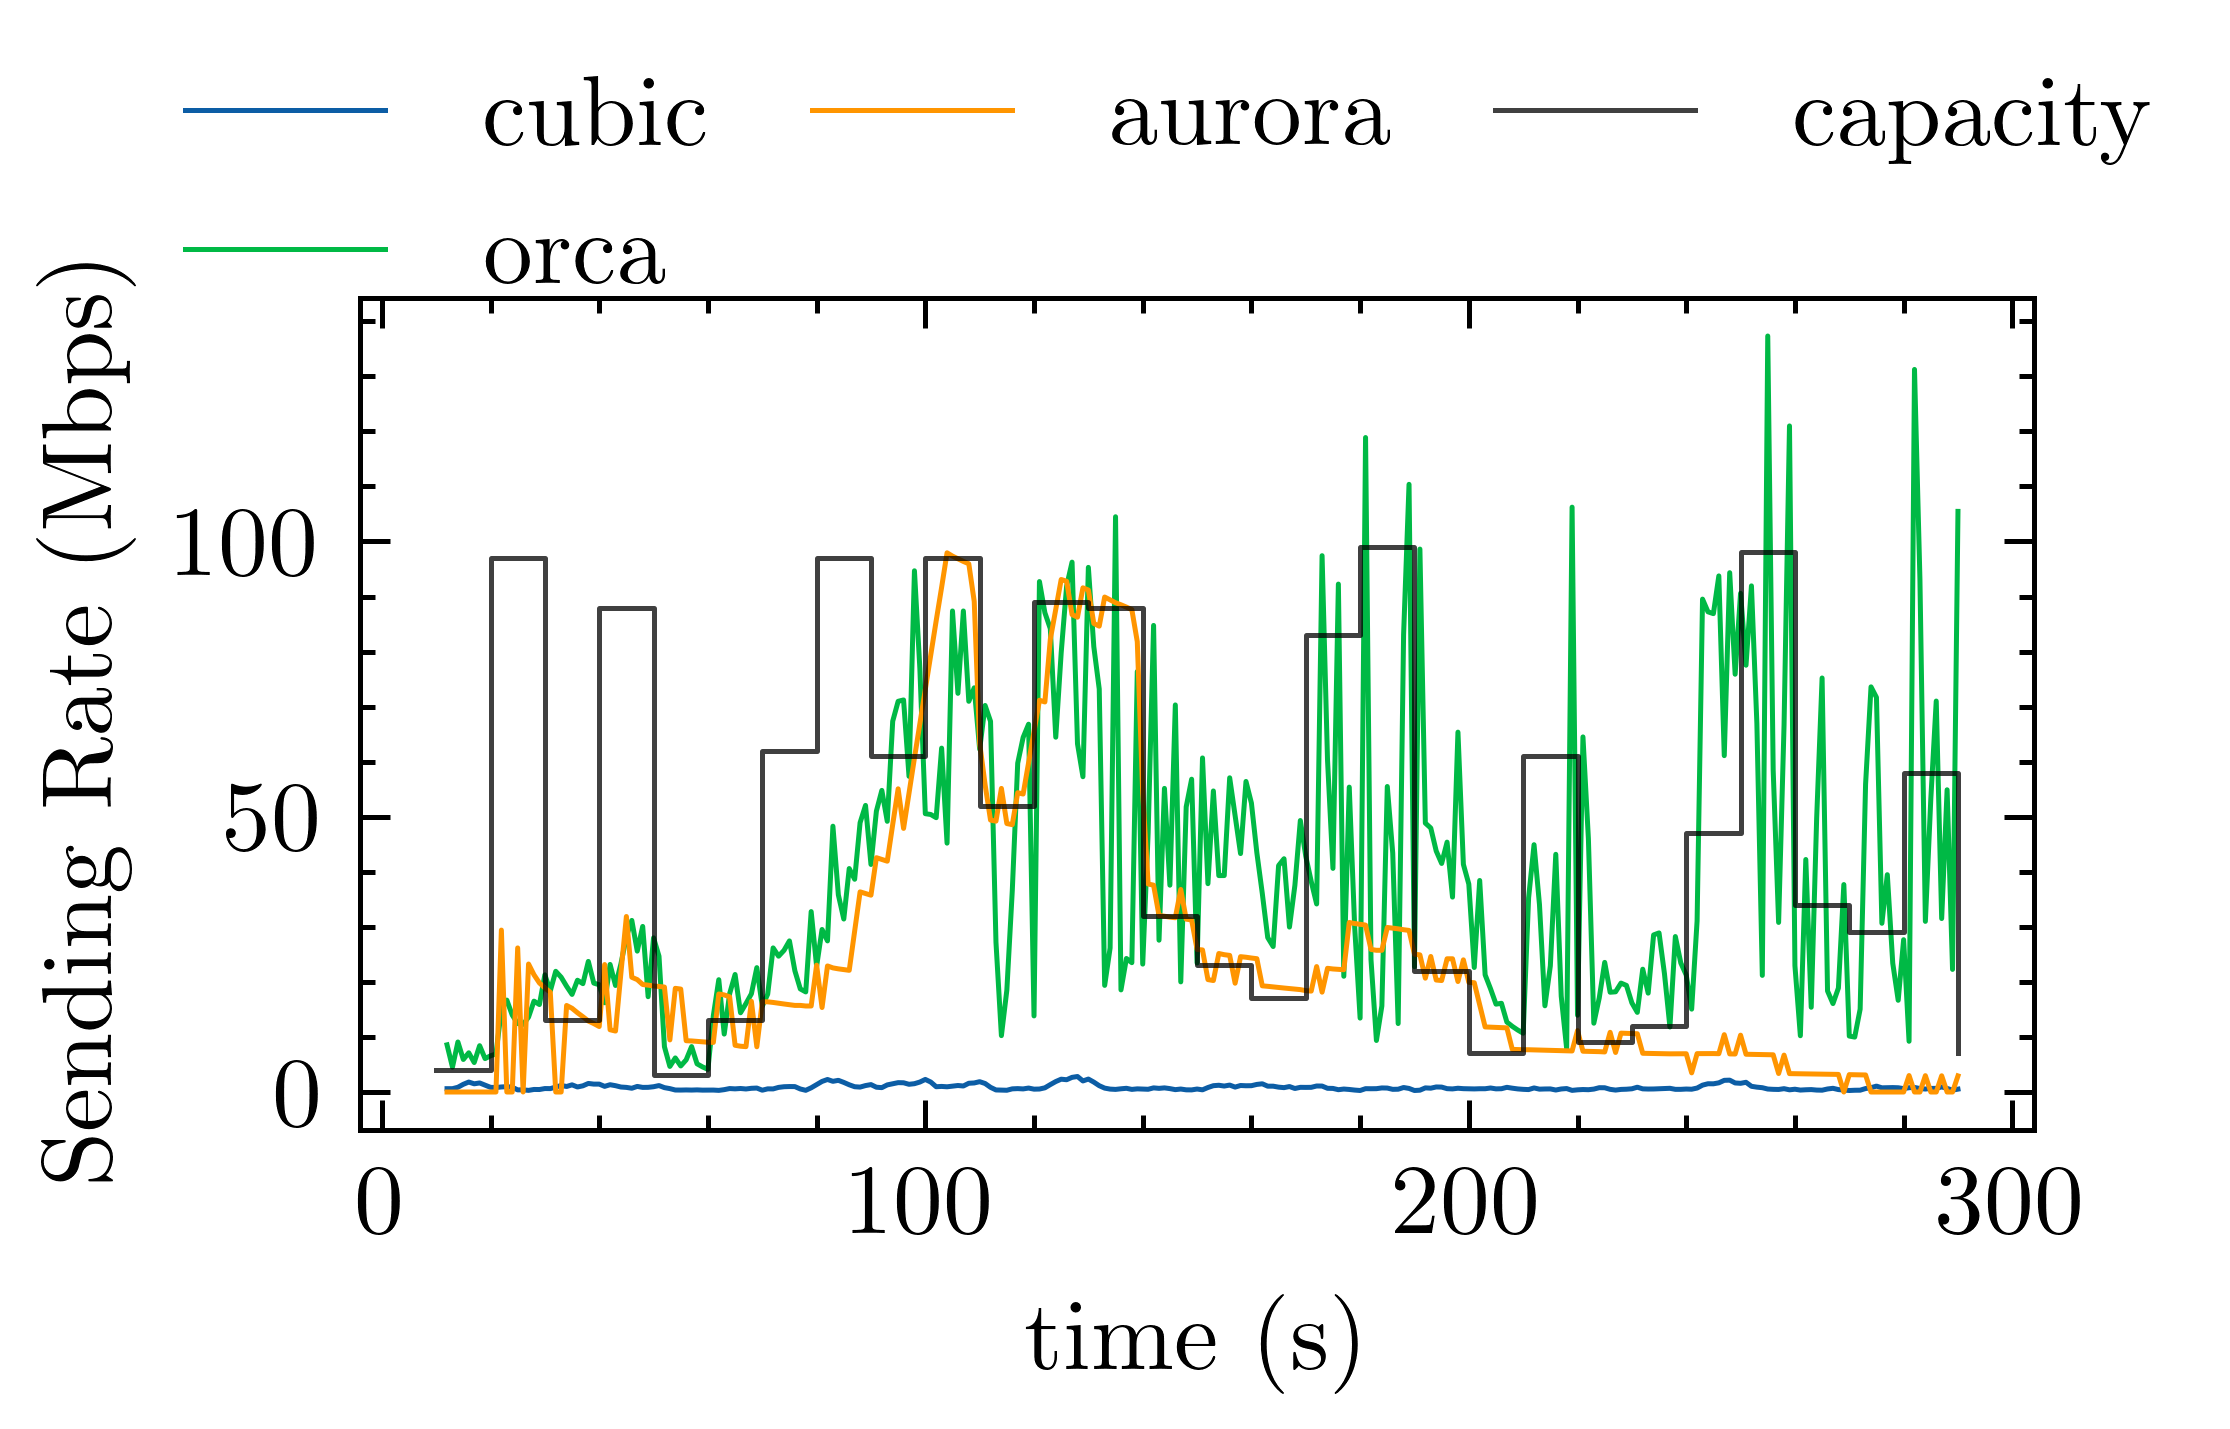 cubic
aurora
capacity
orca
Sending Rate (Mbps)
100
50
0
0
100
200
300
time (s)